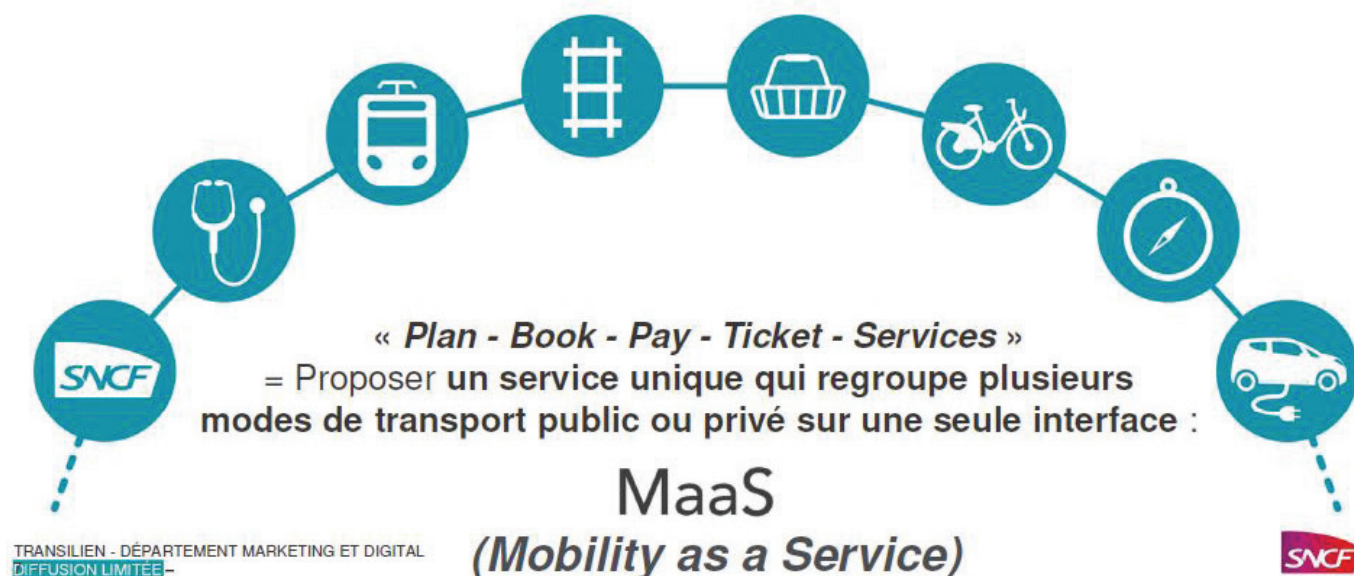 SNCF
« Plan - Book - Pay - Ticket - Services »
= Proposer un service unique qui regroupe plusieurs
modes de transport public ou privé sur une seule interface :
MaaS
(Mobility as a Service)
TRANSILIEN - DÉPARTEMENT MARKETING ET DIGITAL
DIFFUSION LIMITÉE –
SNCF